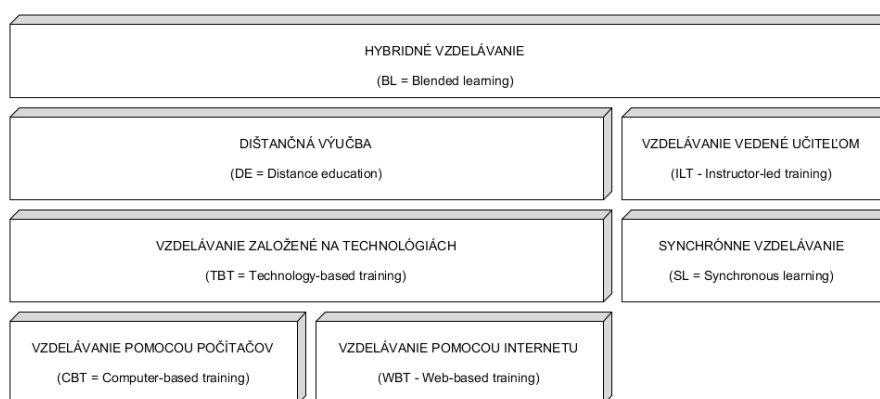 HYBRIDNÉ VZDELÁVANIE
(BL = Blended learning)
DIŠTANČNÁ VÝUČBA
(DE = Distance education)
VZDELÁVANIE VEDENÉ UČITEĽOM
(ILT - Instructor-led training)
VZDELÁVANIE ZALOŽENÉ NA TECHNOLÓGIÁCH
(TBT = Technology-based training)
SYNCHRÓNNE VZDELÁVANIE
(SL = Synchronous learning)
VZDELÁVANIE POMOCOU POČÍTAČOV
(CBT = Computer-based training)
VZDELÁVANIE POMOCOU INTERNETU
(WBT - Web-based training)